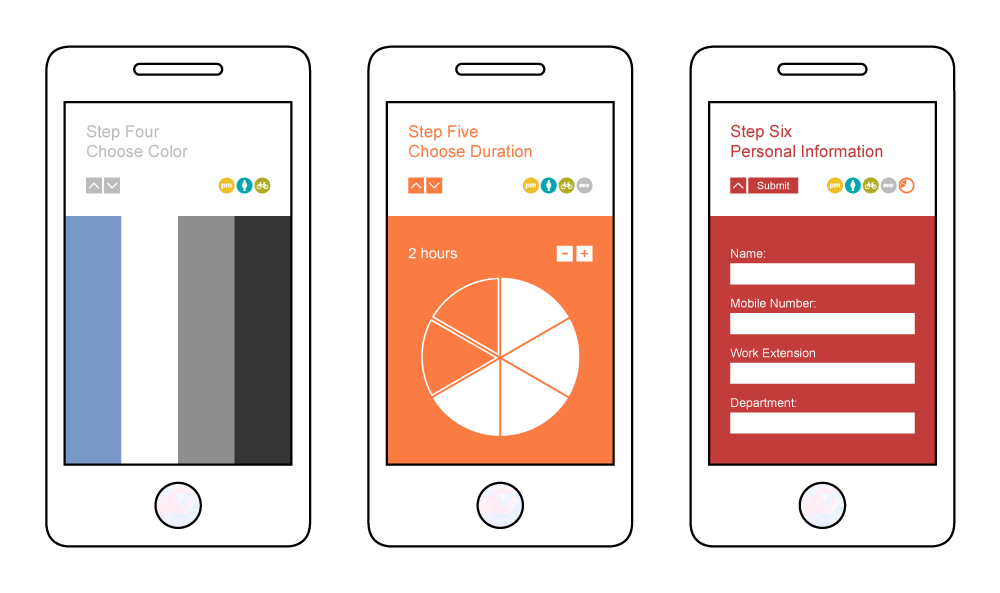 Step Four
Choose Color
pm
Step Five
Choose Duration
pm
2 hours
- +
Step Six
Personal Information
Submit
pm
Name:
Mobile Number:
Work Extension
Department: